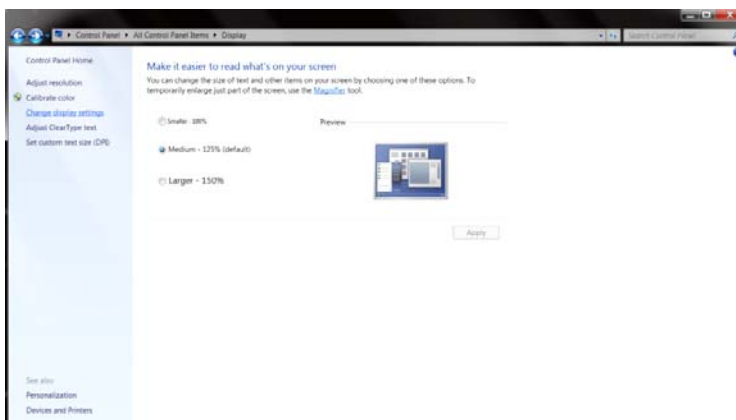 Control Panel ▸ All Control Panel Items ▸ Display
Search Control Panel
Control Panel Home
Adjust resolution
Calibrate color
Change display settings
Adjust ClearType text
Set custom text size (DPI)
Make it easier to read what's on your screen
You can change the size of text and other items on your screen by choosing one of these options. To
temporarily enlarge just part of the screen, use the Magnifier tool.
Smaller - 100%
Preview
Medium - 125% (default)
Larger - 150%
Apply
See also
Personalization
Devices and Printers